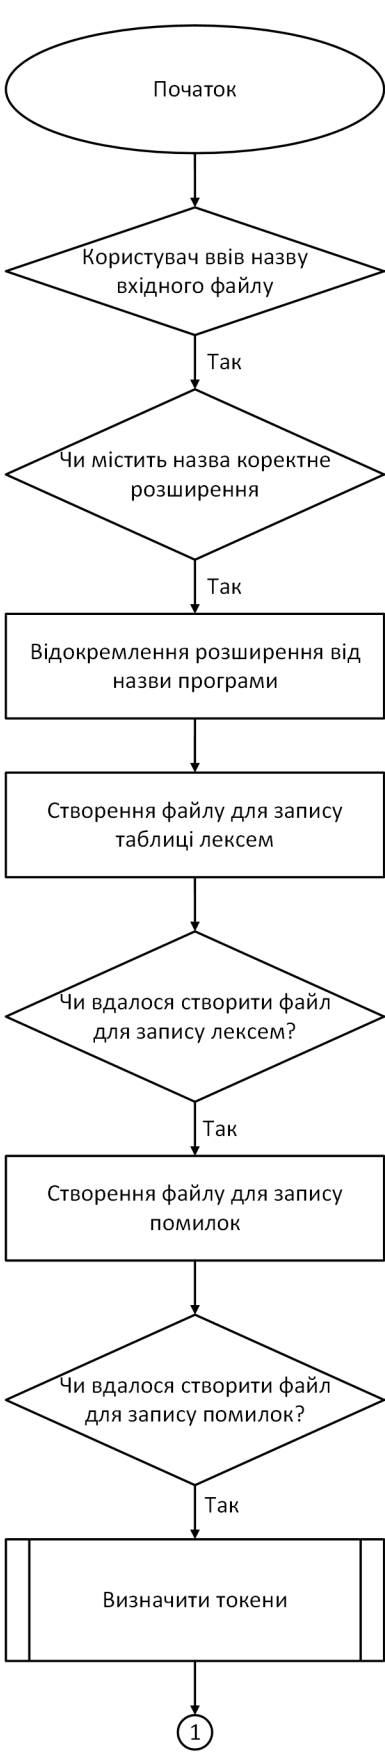 Початок
Користувач ввів назву
вхідного файлу
Так
Чи містить назва коректне
розширення
Так
Відокремлення розширення від
назви програми
Створення файлу для запису
таблиці лексем
Чи вдалося створити файл
для запису лексем?
Так
Створення файлу для запису
помилок
Чи вдалося створити файл
для запису помилок?
Так
Визначити токени
1